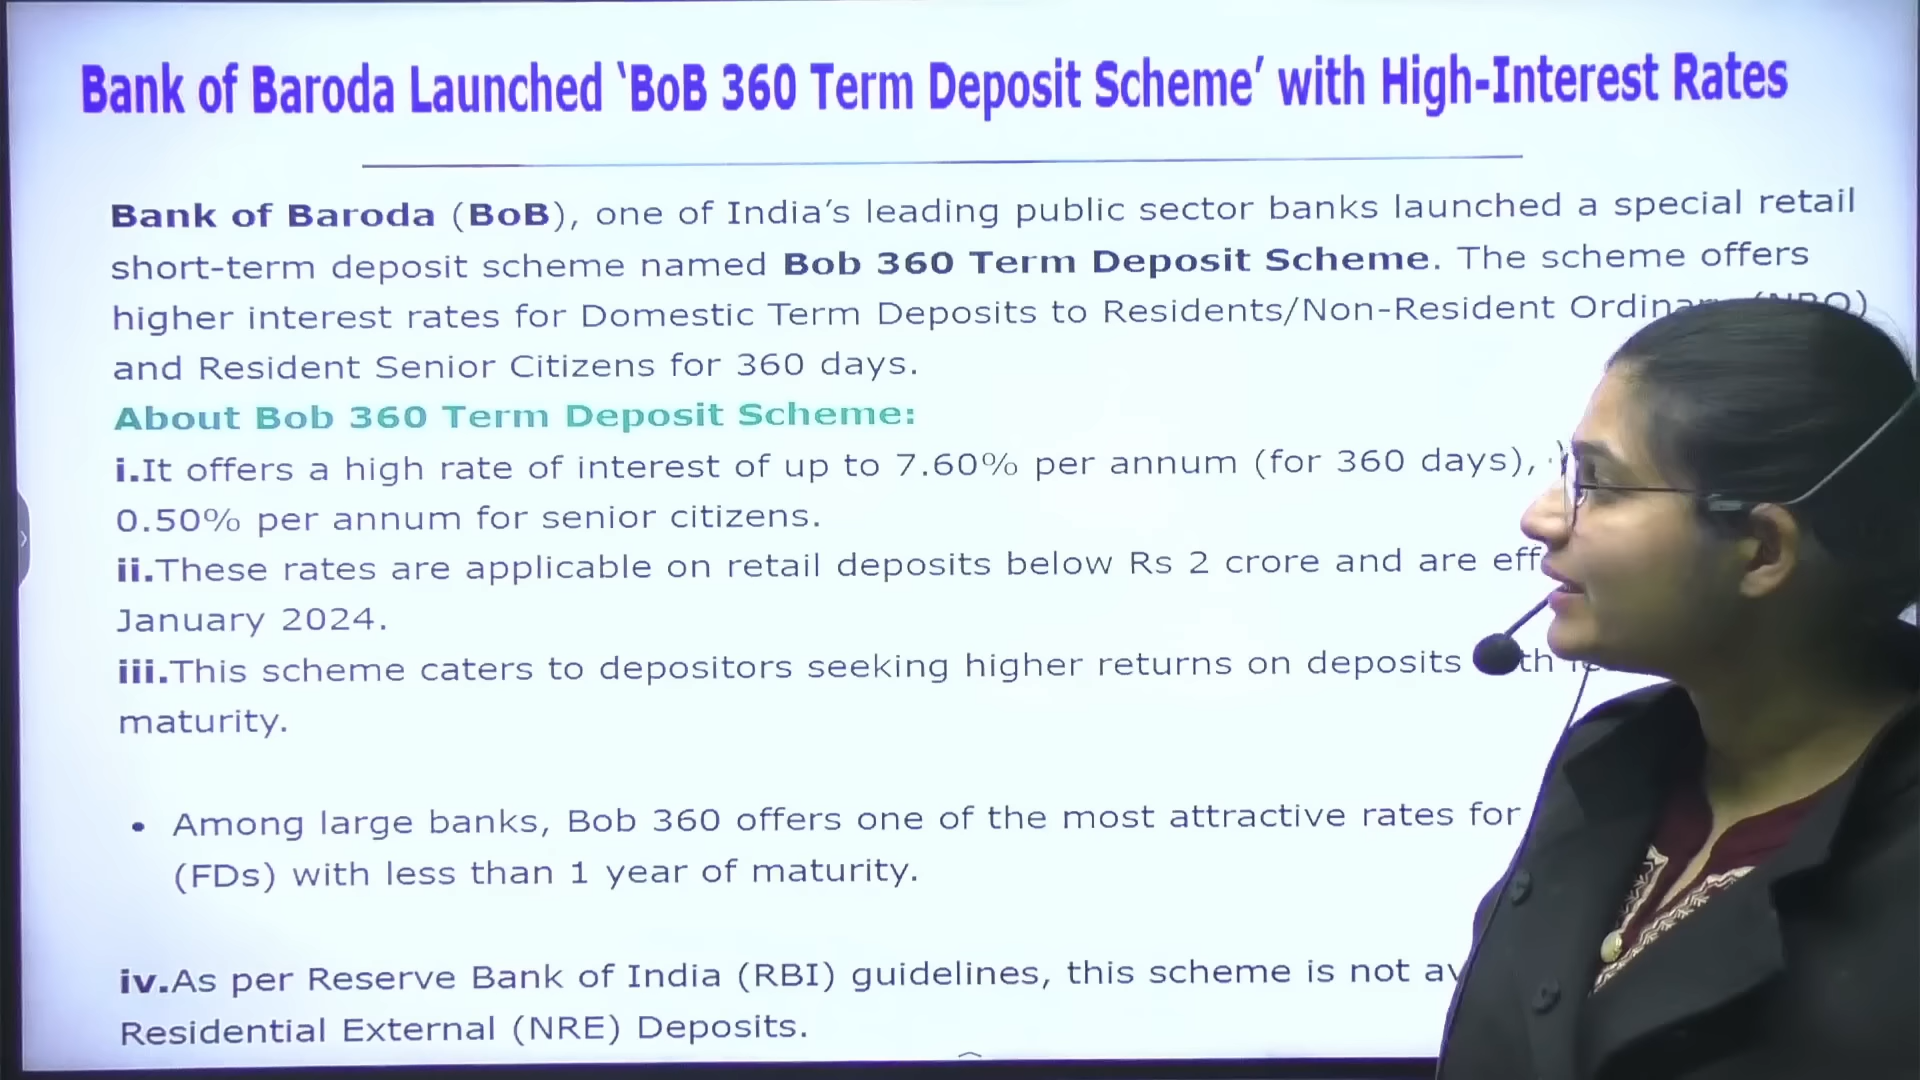 Bank of Baroda Launched ‘BoB 360 Term Deposit Scheme’ with High-Interest Rates
Bank of Baroda (BoB), one of India’s leading public sector banks launched a special retail
short-term deposit scheme named Bob 360 Term Deposit Scheme. The scheme offers
higher interest rates for Domestic Term Deposits to Residents/Non-Resident
and Resident Senior Citizens for 360 days.
About Bob 360 Term Deposit Scheme:
i.It offers a high rate of interest of up to 7.60% per annum (for 360 days),
0.50% per annum for senior citizens.
ii.These rates are applicable on retail deposits below Rs 2 crore and are
January 2024.
iii.This scheme caters to depositors seeking higher returns on deposits
maturity.
• Among large banks, Bob 360 offers one of the most attractive rates for
(FDs) with less than 1 year of maturity.
iv.As per Reserve Bank of India (RBI) guidelines, this scheme is not
Residential External (NRE) Deposits.